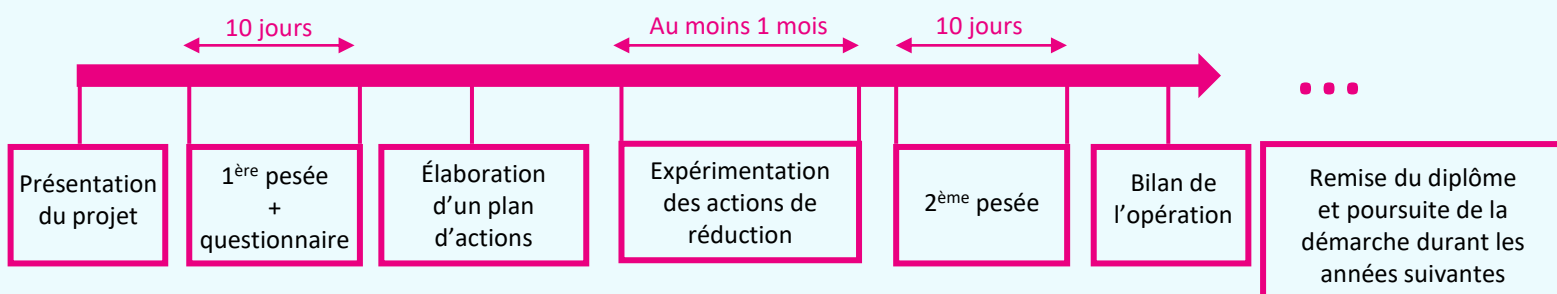 10 jours
Au moins 1 mois
10 jours
...
Présentation
du projet
1ère pesée
+
questionnaire
Élaboration
d’un plan
d’actions
Expérimentation
des actions de
réduction
2ème pesée
Bilan de
l’opération
Remise du diplôme
et poursuite de la
démarche durant les
années suivantes